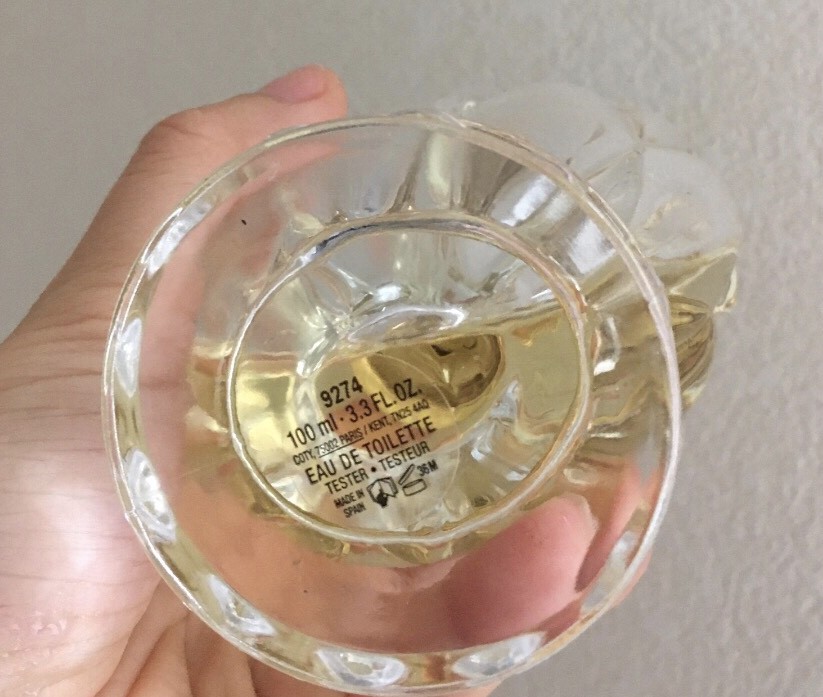 9274
100 ml · 3.3 FL.OZ.
COTY, 75002 PARIS / KENT, TN25 4AQ
EAU DE TOILETTE
TESTER • TESTEUR
MADE IN
SPAIN
36M